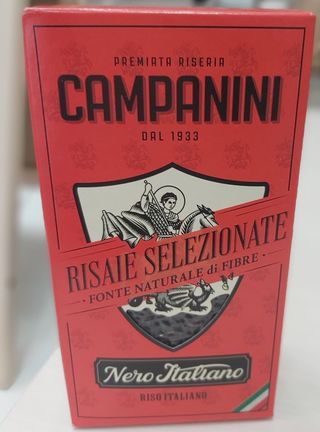 PREMIATA RISERIA
CAMPANINI
DAL 1933
RISAIE SELEZIONATE
• FONTE NATURALE di FIBRE •
Nero Italiano
RISO ITALIANO